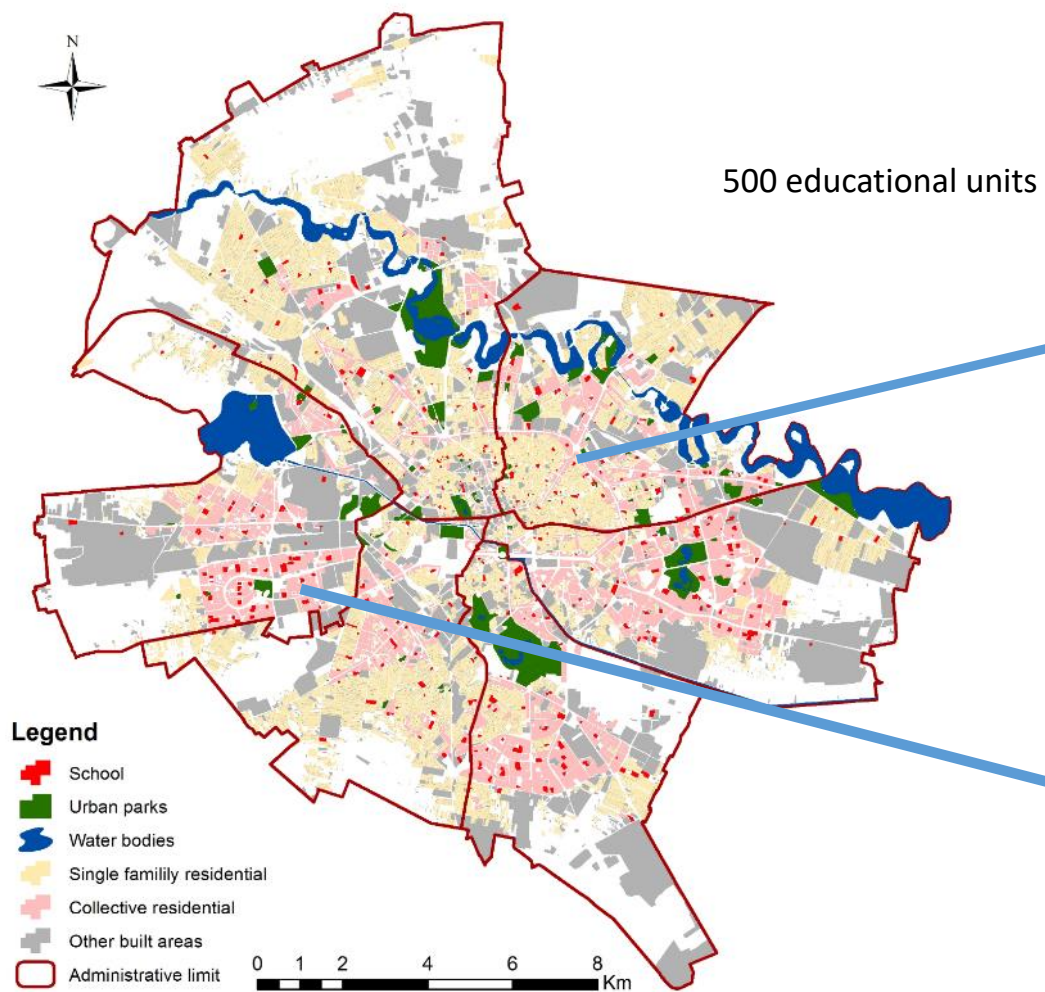 N
500 educational units
Legend
School
Urban parks
Water bodies
Single familily residential
Collective residential
Other built areas
Administrative limit
0 1 2 4 6 8
Km